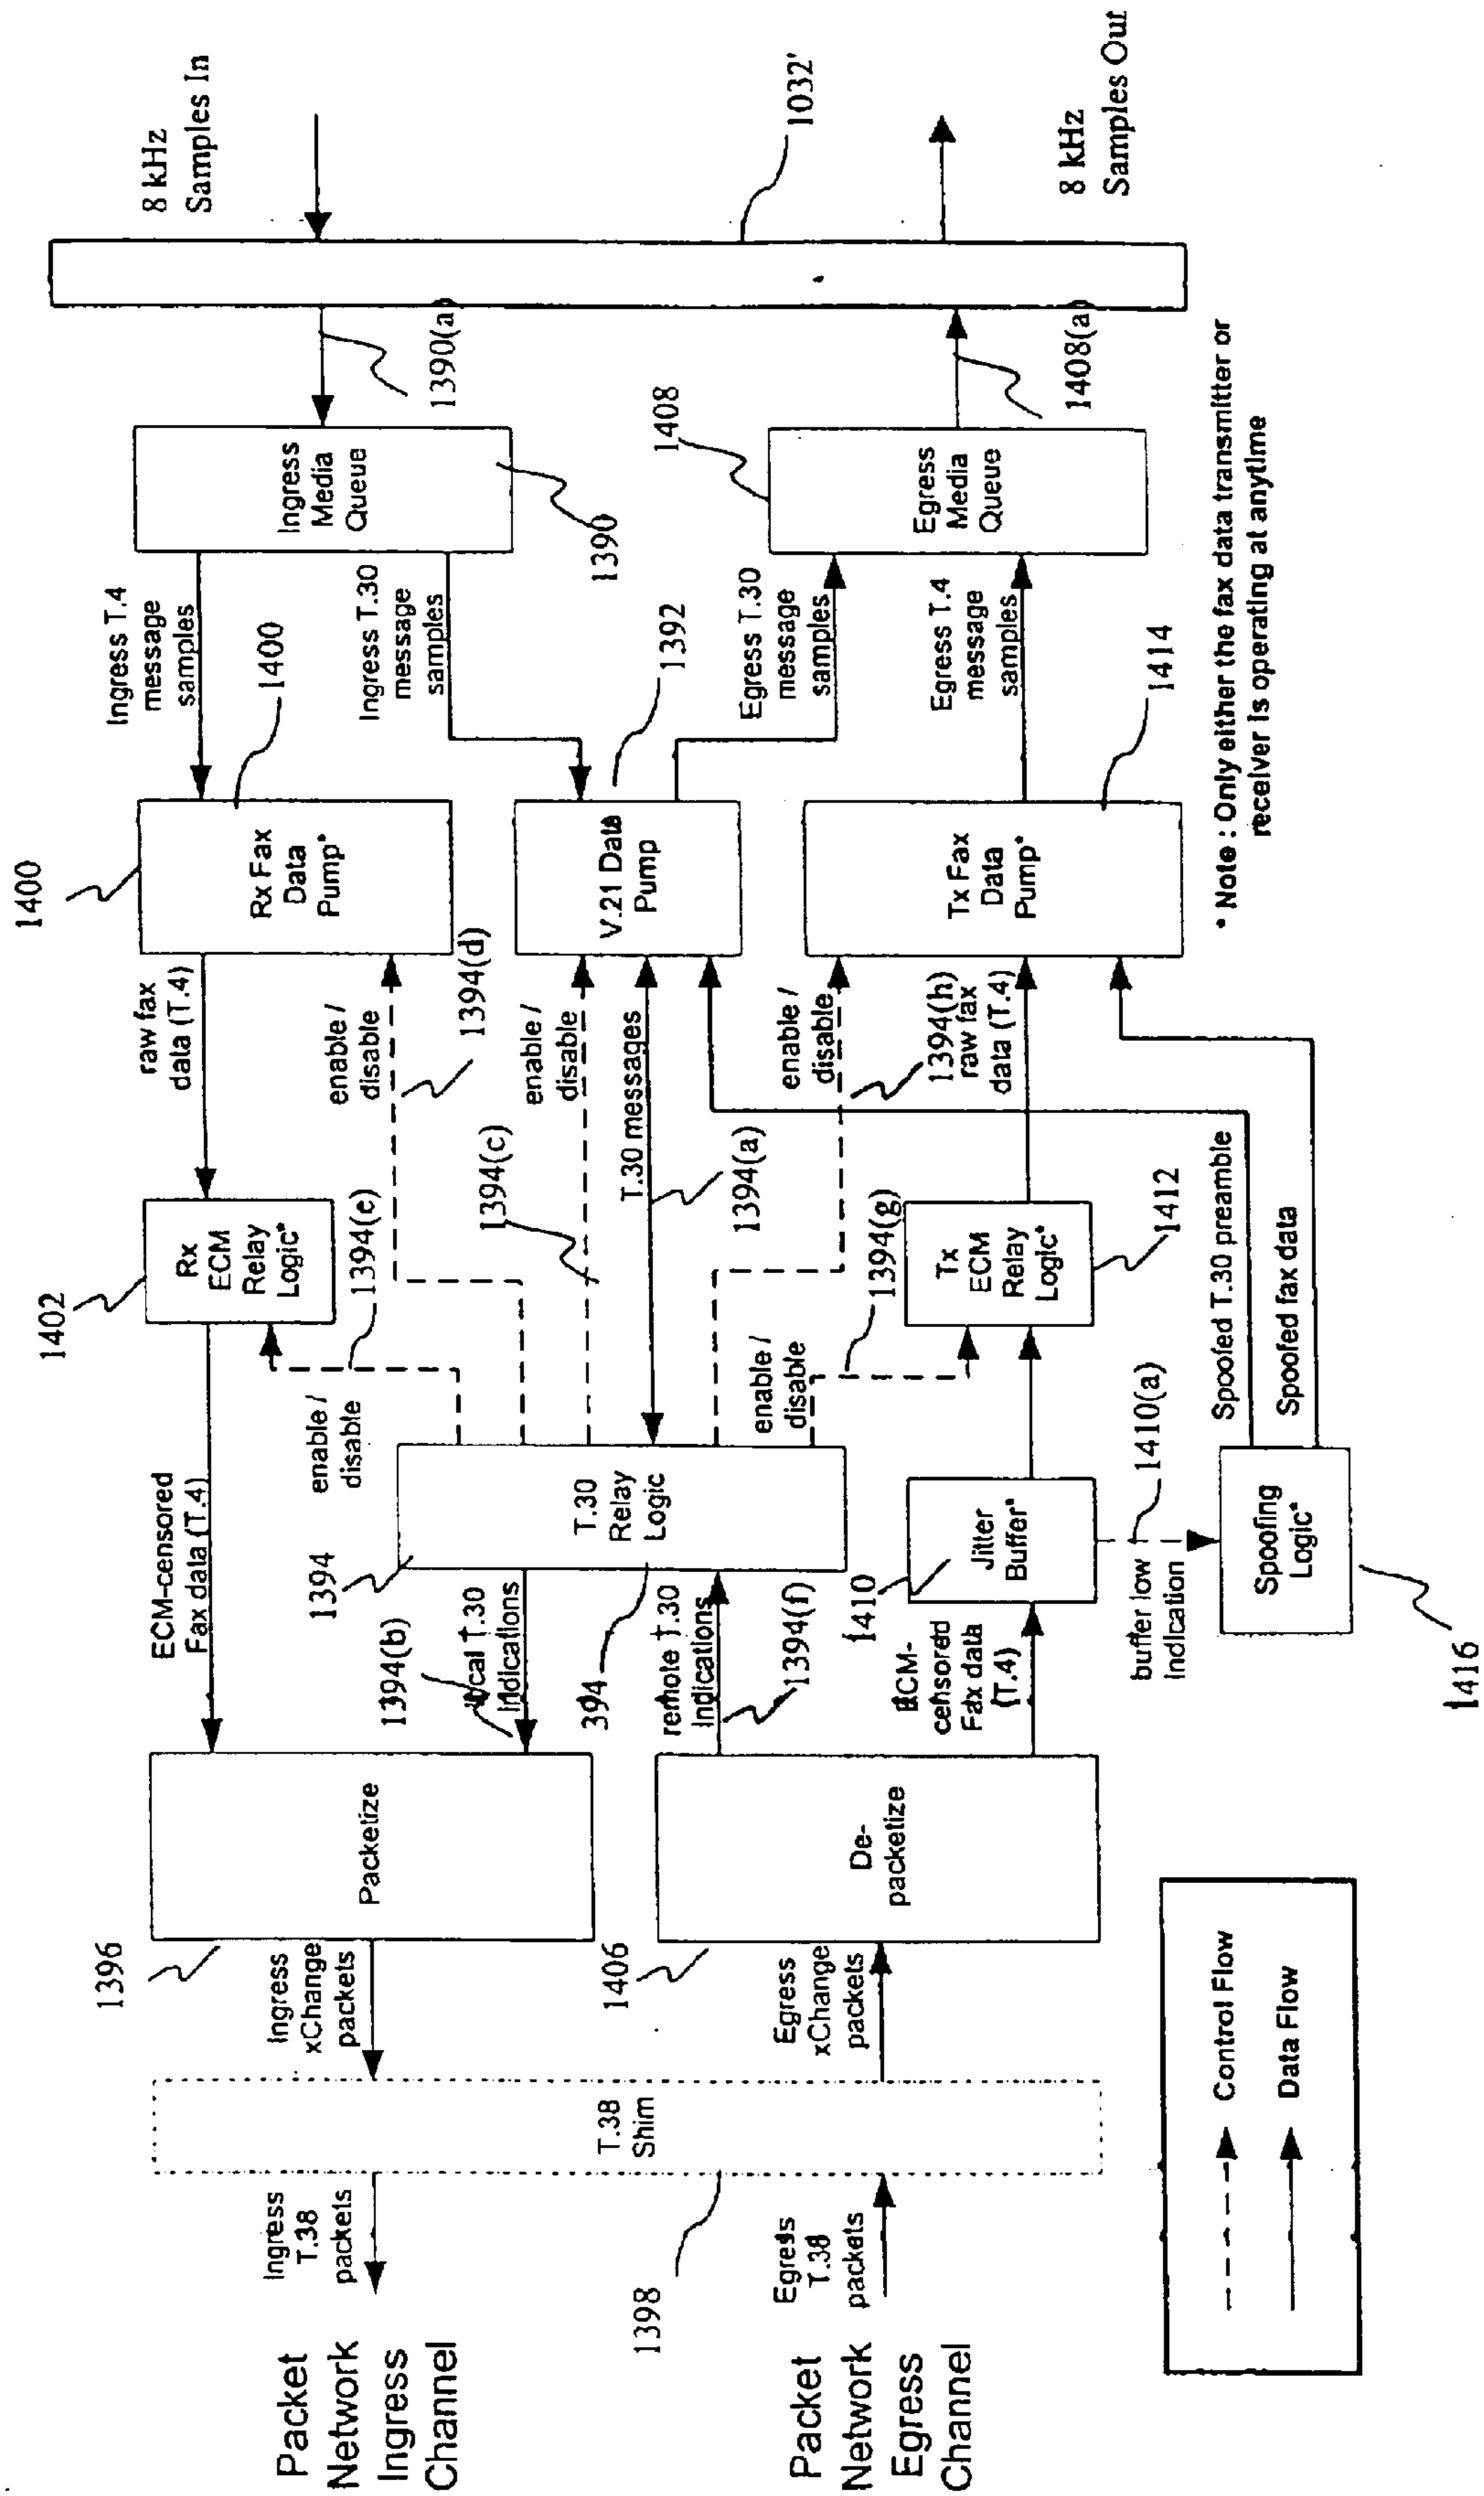 8 kHz
Samples In
1032'
8 kHz
Samples Out
1390(a)
1408(a)
Ingress
Media
Queue
1390
1408
Egress
Media
Queue
Ingress T.4
message
samples
Ingress T.30
message
samples
Egress T.30
message
samples
Egress T.4
message
samples
1400
1392
1414
* Note : Only either the fax data transmitter or
receiver is operating at anytime
1400
Rx Fax
Data
Pump*
V.21 Data
Pump
Tx Fax
Data
Pump*
raw fax
data (T.4)
enable /
disable
1394(d)
enable /
disable
T.30 messages
enable /
disable
1394(h)
raw fax
data (T.4)
1402
Rx
ECM
Relay
Logic*
1394(e)
1394(c)
1394(a)
1394(g)
Tx
ECM
Relay
Logic*
1412
Spoofed T.30 preamble
Spoofed fax data
ECM-censored
Fax data (T.4)
enable /
disable
enable /
disable
1410(a)
1394
T.30
Relay
Logic
1410
Jitter
Buffer*
buffer low
indication
Spoofing
Logic*
1416
1394(b)
local T.30
indications
394
remote T.30
indications
1394(f)
ECM-
censored
Fax data
(T.4)
1396
Packetize
1406
De-
packetize
Ingress
xChange
packets
Egress
xChange
packets
T.38
Shim
1398
Ingress
T.38
packets
Egress
T.38
packets
Packet
Network
Ingress
Channel
Packet
Network
Egress
Channel
Control Flow
Data Flow